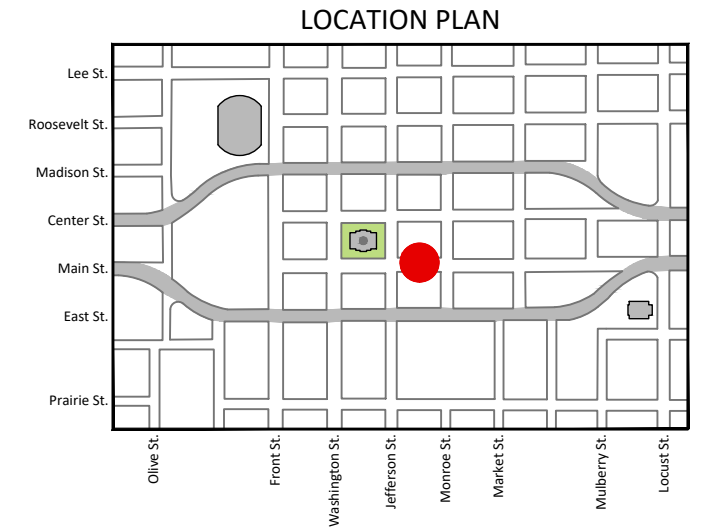 LOCATION PLAN
Lee St.
Roosevelt St.
Madison St.
Center St.
Main St.
East St.
Prairie St.
Olive St.
Front St.
Washington St.
Jefferson St.
Monroe St.
Market St.
Mulberry St.
Locust St.